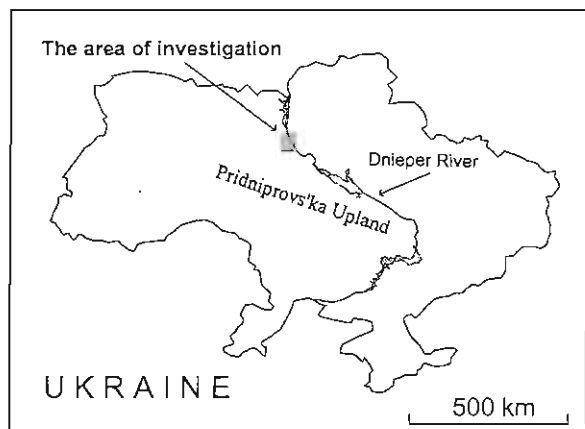 The area of investigation
Dnieper River
Pridniprovs'ka Upland
UKRAINE
500 km